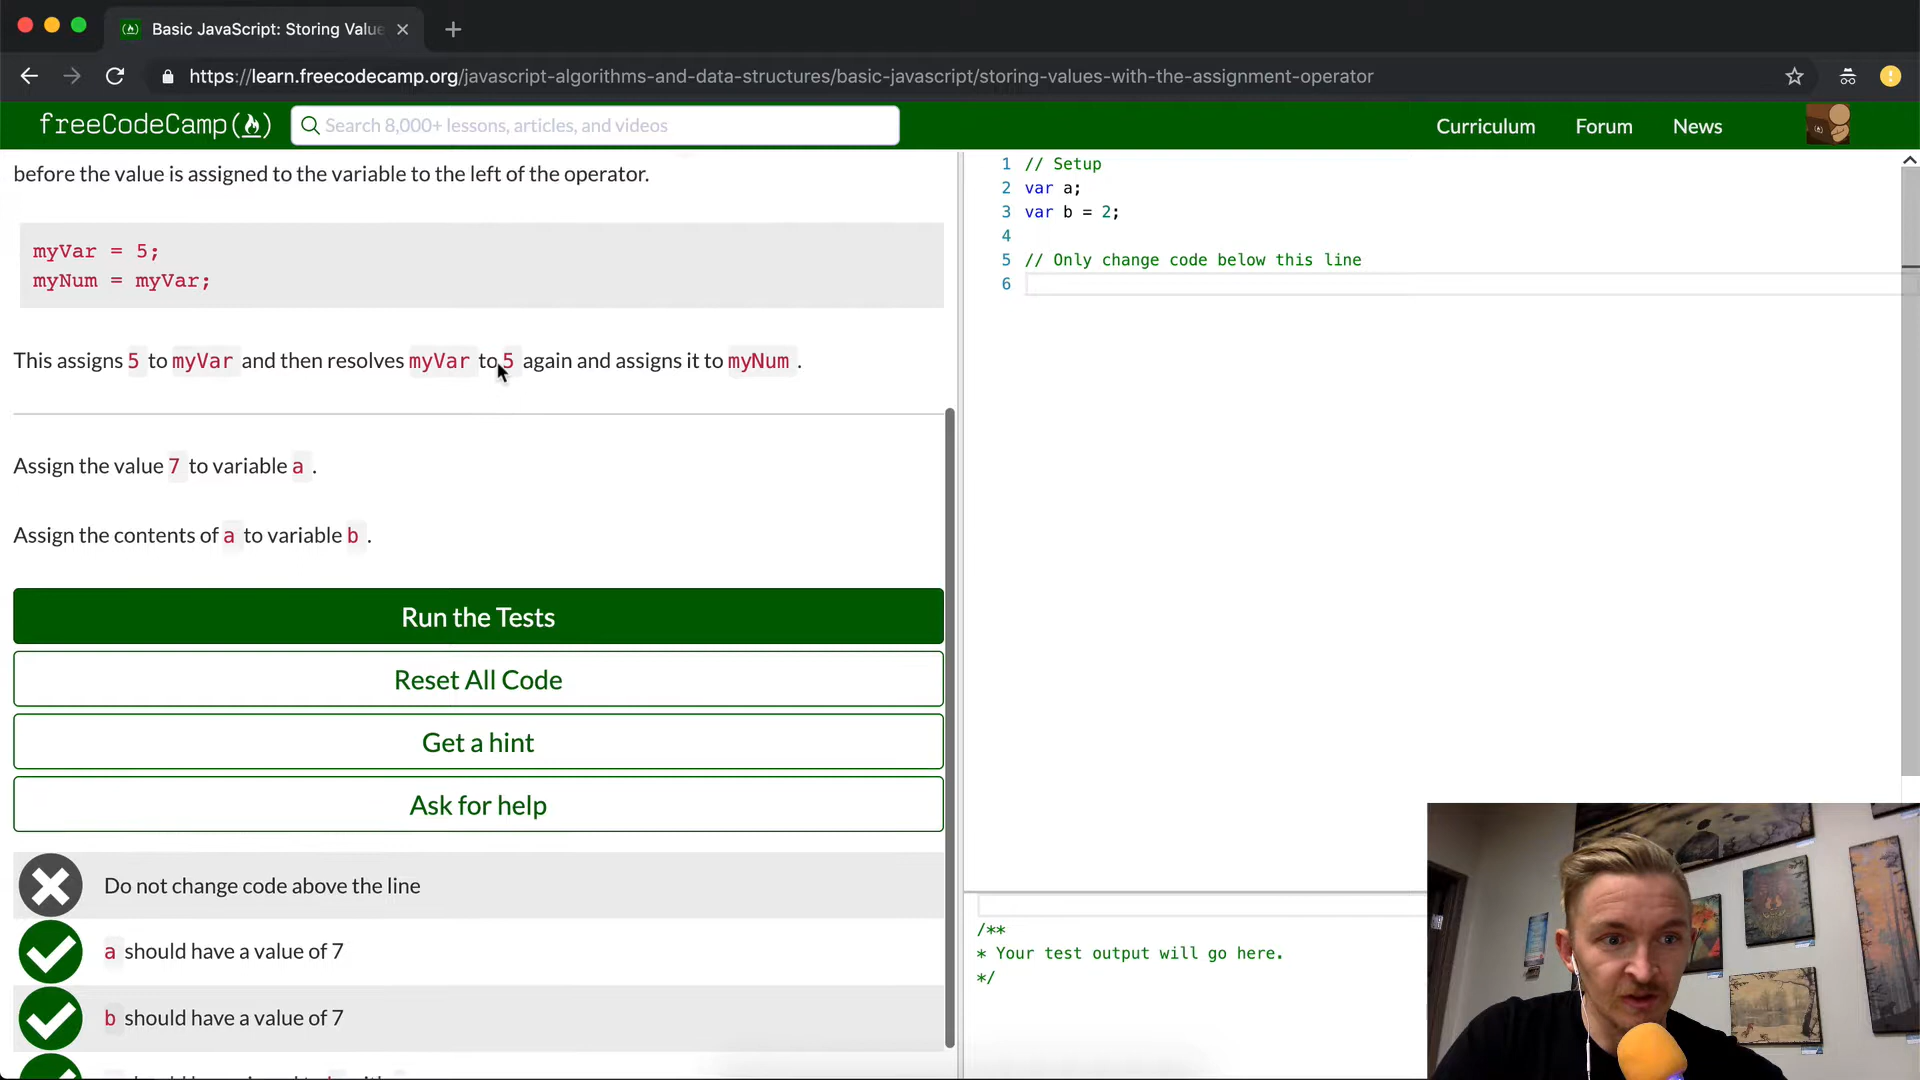 Basic JavaScript: Storing Value
https://learn.freecodecamp.org/javascript-algorithms-and-data-structures/basic-javascript/storing-values-with-the-assignment-operator
freeCodeCamp
Search 8,000+ lessons, articles, and videos
Curriculum
Forum
News
before the value is assigned to the variable to the left of the operator.
myVar = 5;
myNum = myVar;
This assigns 5 to myVar and then resolves myVar to 5 again and assigns it to myNum .
Assign the value 7 to variable a .
Assign the contents of a to variable b .
Run the Tests
Reset All Code
Get a hint
Ask for help
Do not change code above the line
a should have a value of 7
b should have a value of 7
1 // Setup
2 var a;
3 var b = 2;
4
5 // Only change code below this line
6
/**
* Your test output will go here.
*/